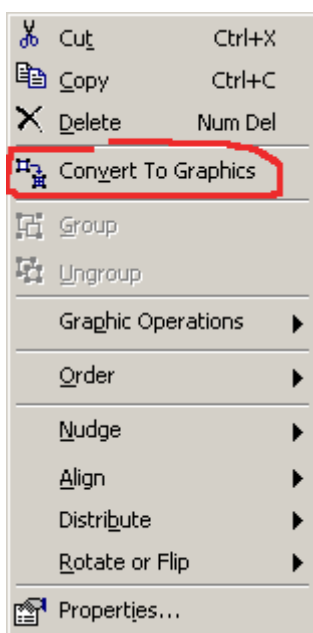 Cut Ctrl+X
Copy Ctrl+C
Delete Num Del
Convert To Graphics
Group
Ungroup
Graphic Operations
Order
Nudge
Align
Distribute
Rotate or Flip
Properties...